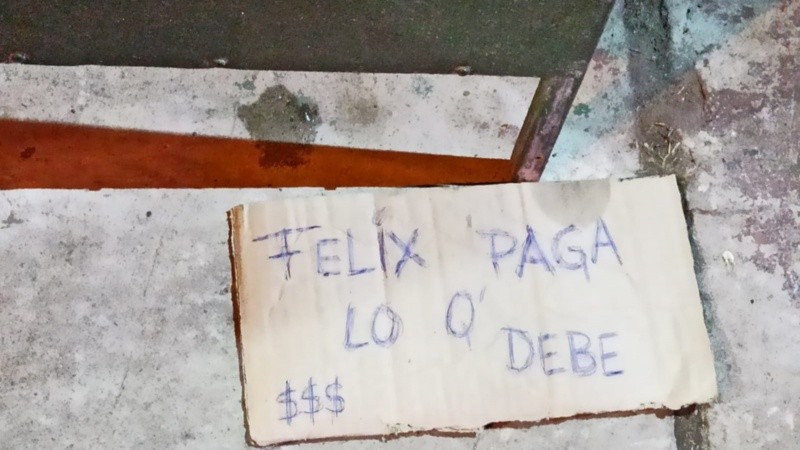 FELIX PAGA
LO Q' DEBE
$$$